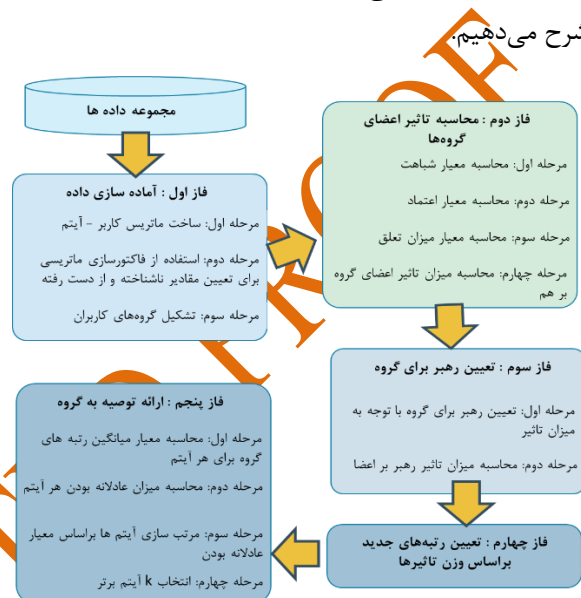 شرح می‌دهیم.
مجموعه داده ها
فاز اول : آماده سازی داده
مرحله اول: ساخت ماتریس کاربر – آیتم
مرحله دوم: استفاده از فاکتورسازی ماتریسی
برای تعیین مقادیر ناشناخته و از دست رفته
مرحله سوم: تشکیل گروه‌های کاربران
فاز دوم : محاسبه تاثیر اعضای
گروه‌ها
مرحله اول: محاسبه معیار شباهت
مرحله دوم: محاسبه معیار اعتماد
مرحله سوم: محاسبه معیار میزان تعلق
مرحله چهارم: محاسبه میزان تاثیر اعضای گروه
بر هم
فاز سوم : تعیین رهبر برای گروه
مرحله اول: تعیین رهبر برای گروه با توجه به
میزان تاثیر
مرحله دوم: محاسبه میزان تاثیر رهبر بر اعضا
فاز چهارم : تعیین رتبه‌های جدید
براساس وزن تاثیرها
فاز پنجم : ارائه توصیه به گروه
مرحله اول: محاسبه معیار میانگین رتبه های
گروه برای هر آیتم
مرحله دوم: محاسبه میزان عادلانه بودن هر آیتم
مرحله سوم: مرتب سازی آیتم ها براساس معیار
عادلانه بودن
مرحله چهارم: انتخاب k آیتم برتر